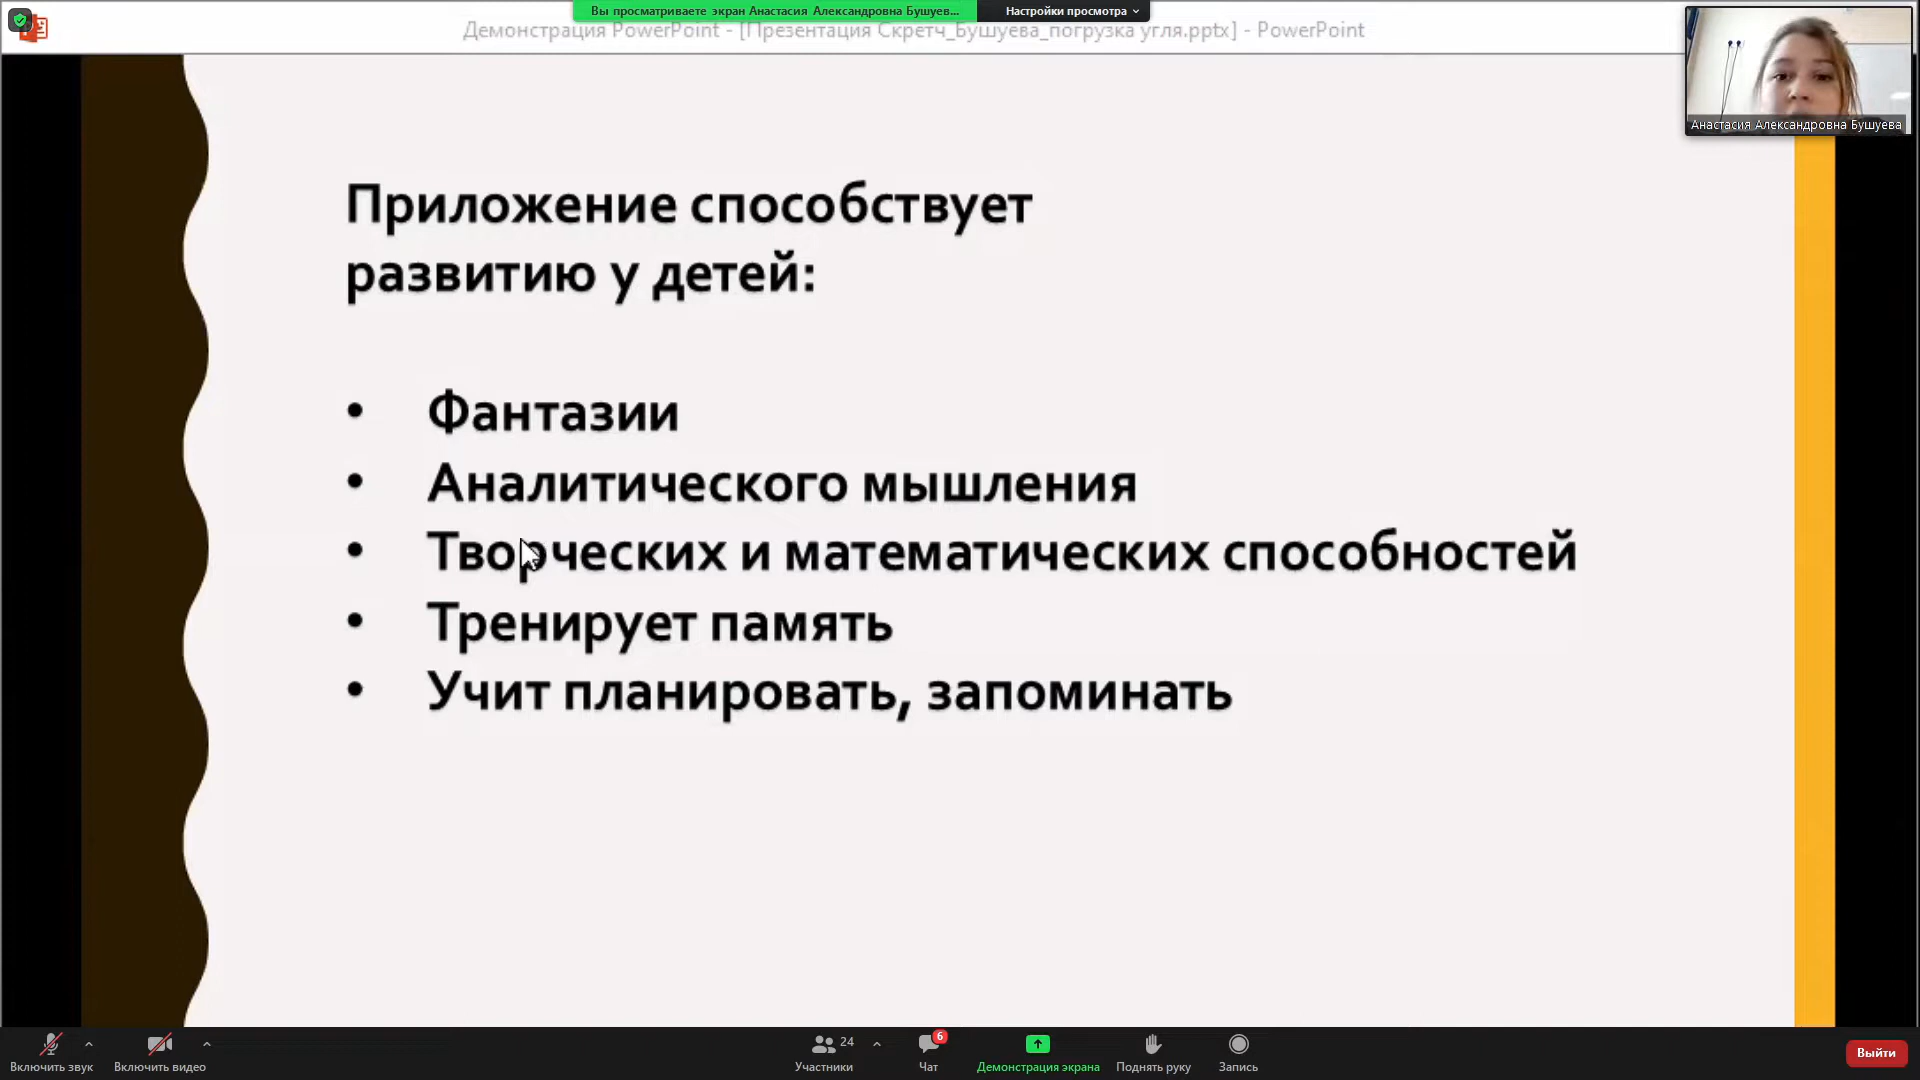 Вы просматриваете экран Анастасия Александровна Бушуев...
Настройки просмотра
Демонстрация PowerPoint - [Презентация Скретч_Бушуева_погрузка угля.pptx] - PowerPoint
Анастасия Александровна Бушуева
Приложение способствует
развитию у детей:
• Фантазии
• Аналитического мышления
• Творческих и математических способностей
• Тренирует память
• Учит планировать, запоминать
Включить звук
Включить видео
Участники
24
Чат
6
Демонстрация экрана
Поднять руку
Запись
Выйти